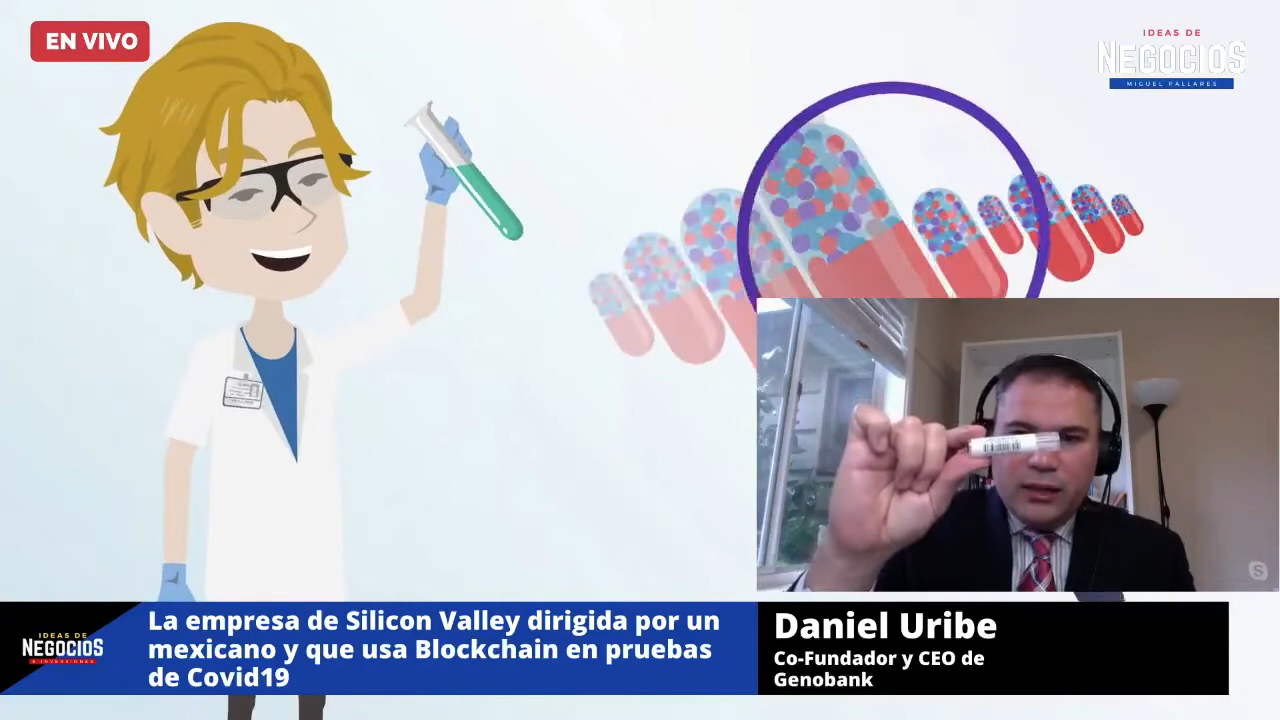 EN VIVO
IDEAS DE
NEGOCIOS
MIGUEL PALLARES
La empresa de Silicon Valley dirigida por un
mexicano y que usa Blockchain en pruebas
de Covid19
Daniel Uribe
Co-Fundador y CEO de
Genobank
IDEAS DE
NEGOCIOS
E INVERSIONES